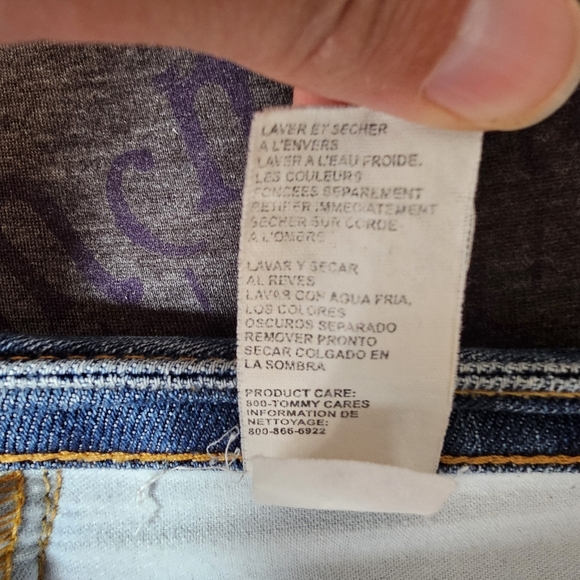 LAVER ET SECHER
A L'ENVERS
LAVER A L'EAU FROIDE.
LES COULEURS
FONCEES SEPAREMENT
RETIRER IMMEDIATEMENT
SECHER SUR CORDE
A L'OMBRE
LAVAR Y SECAR
AL REVES
LAVAR CON AGUA FRIA.
LOS COLORES
OSCUROS SEPARADO
REMOVER PRONTO
SECAR COLGADO EN
LA SOMBRA
PRODUCT CARE:
800-TOMMY CARES
INFORMATION DE
NETTOYAGE:
800-866-6922